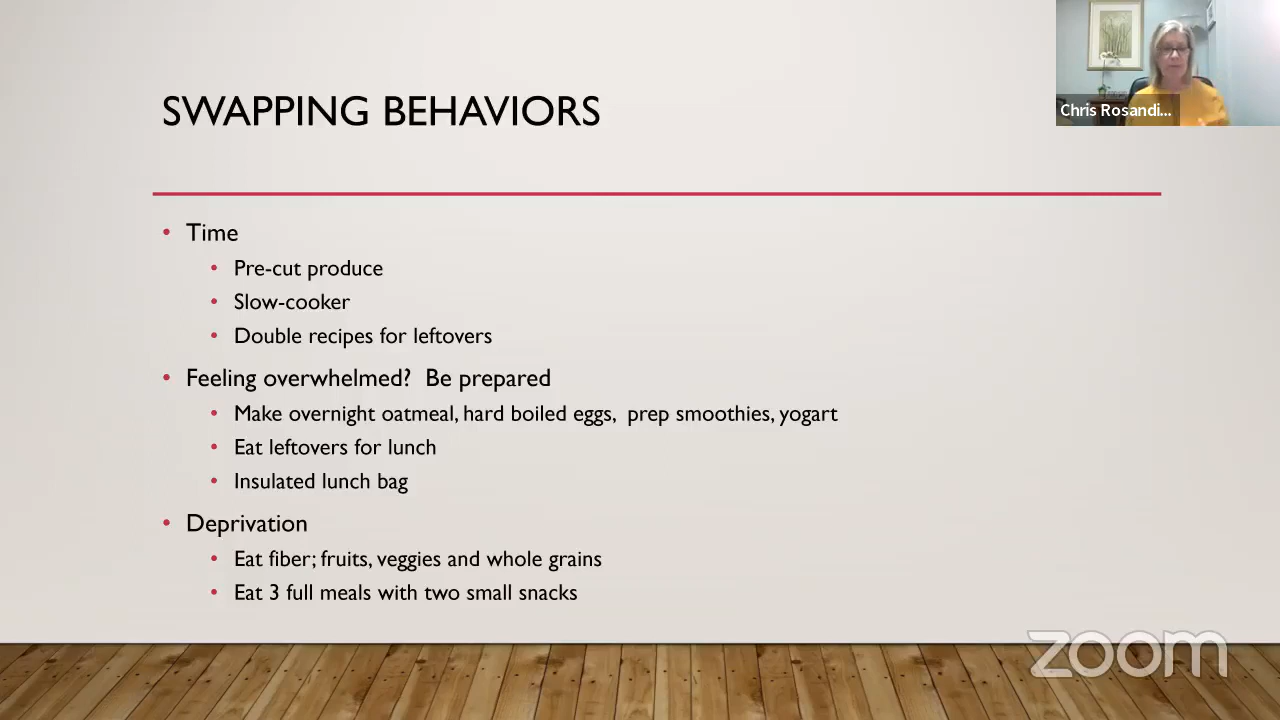 SWAPPING BEHAVIORS
Chris Rosandi...
• Time
• Pre-cut produce
• Slow-cooker
• Double recipes for leftovers
• Feeling overwhelmed?  Be prepared
• Make overnight oatmeal, hard boiled eggs,  prep smoothies, yogart
• Eat leftovers for lunch
• Insulated lunch bag
• Deprivation
• Eat fiber; fruits, veggies and whole grains
• Eat 3 full meals with two small snacks
zoom